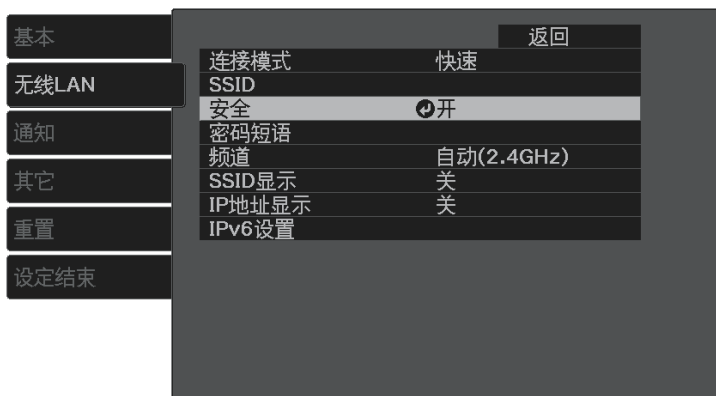 基本
无线LAN
通知
其它
重置
设定结束
返回
连接模式 快速
SSID
安全 开
密码短语
频道 自动(2.4GHz)
SSID显示 关
IP地址显示 关
IPv6设置